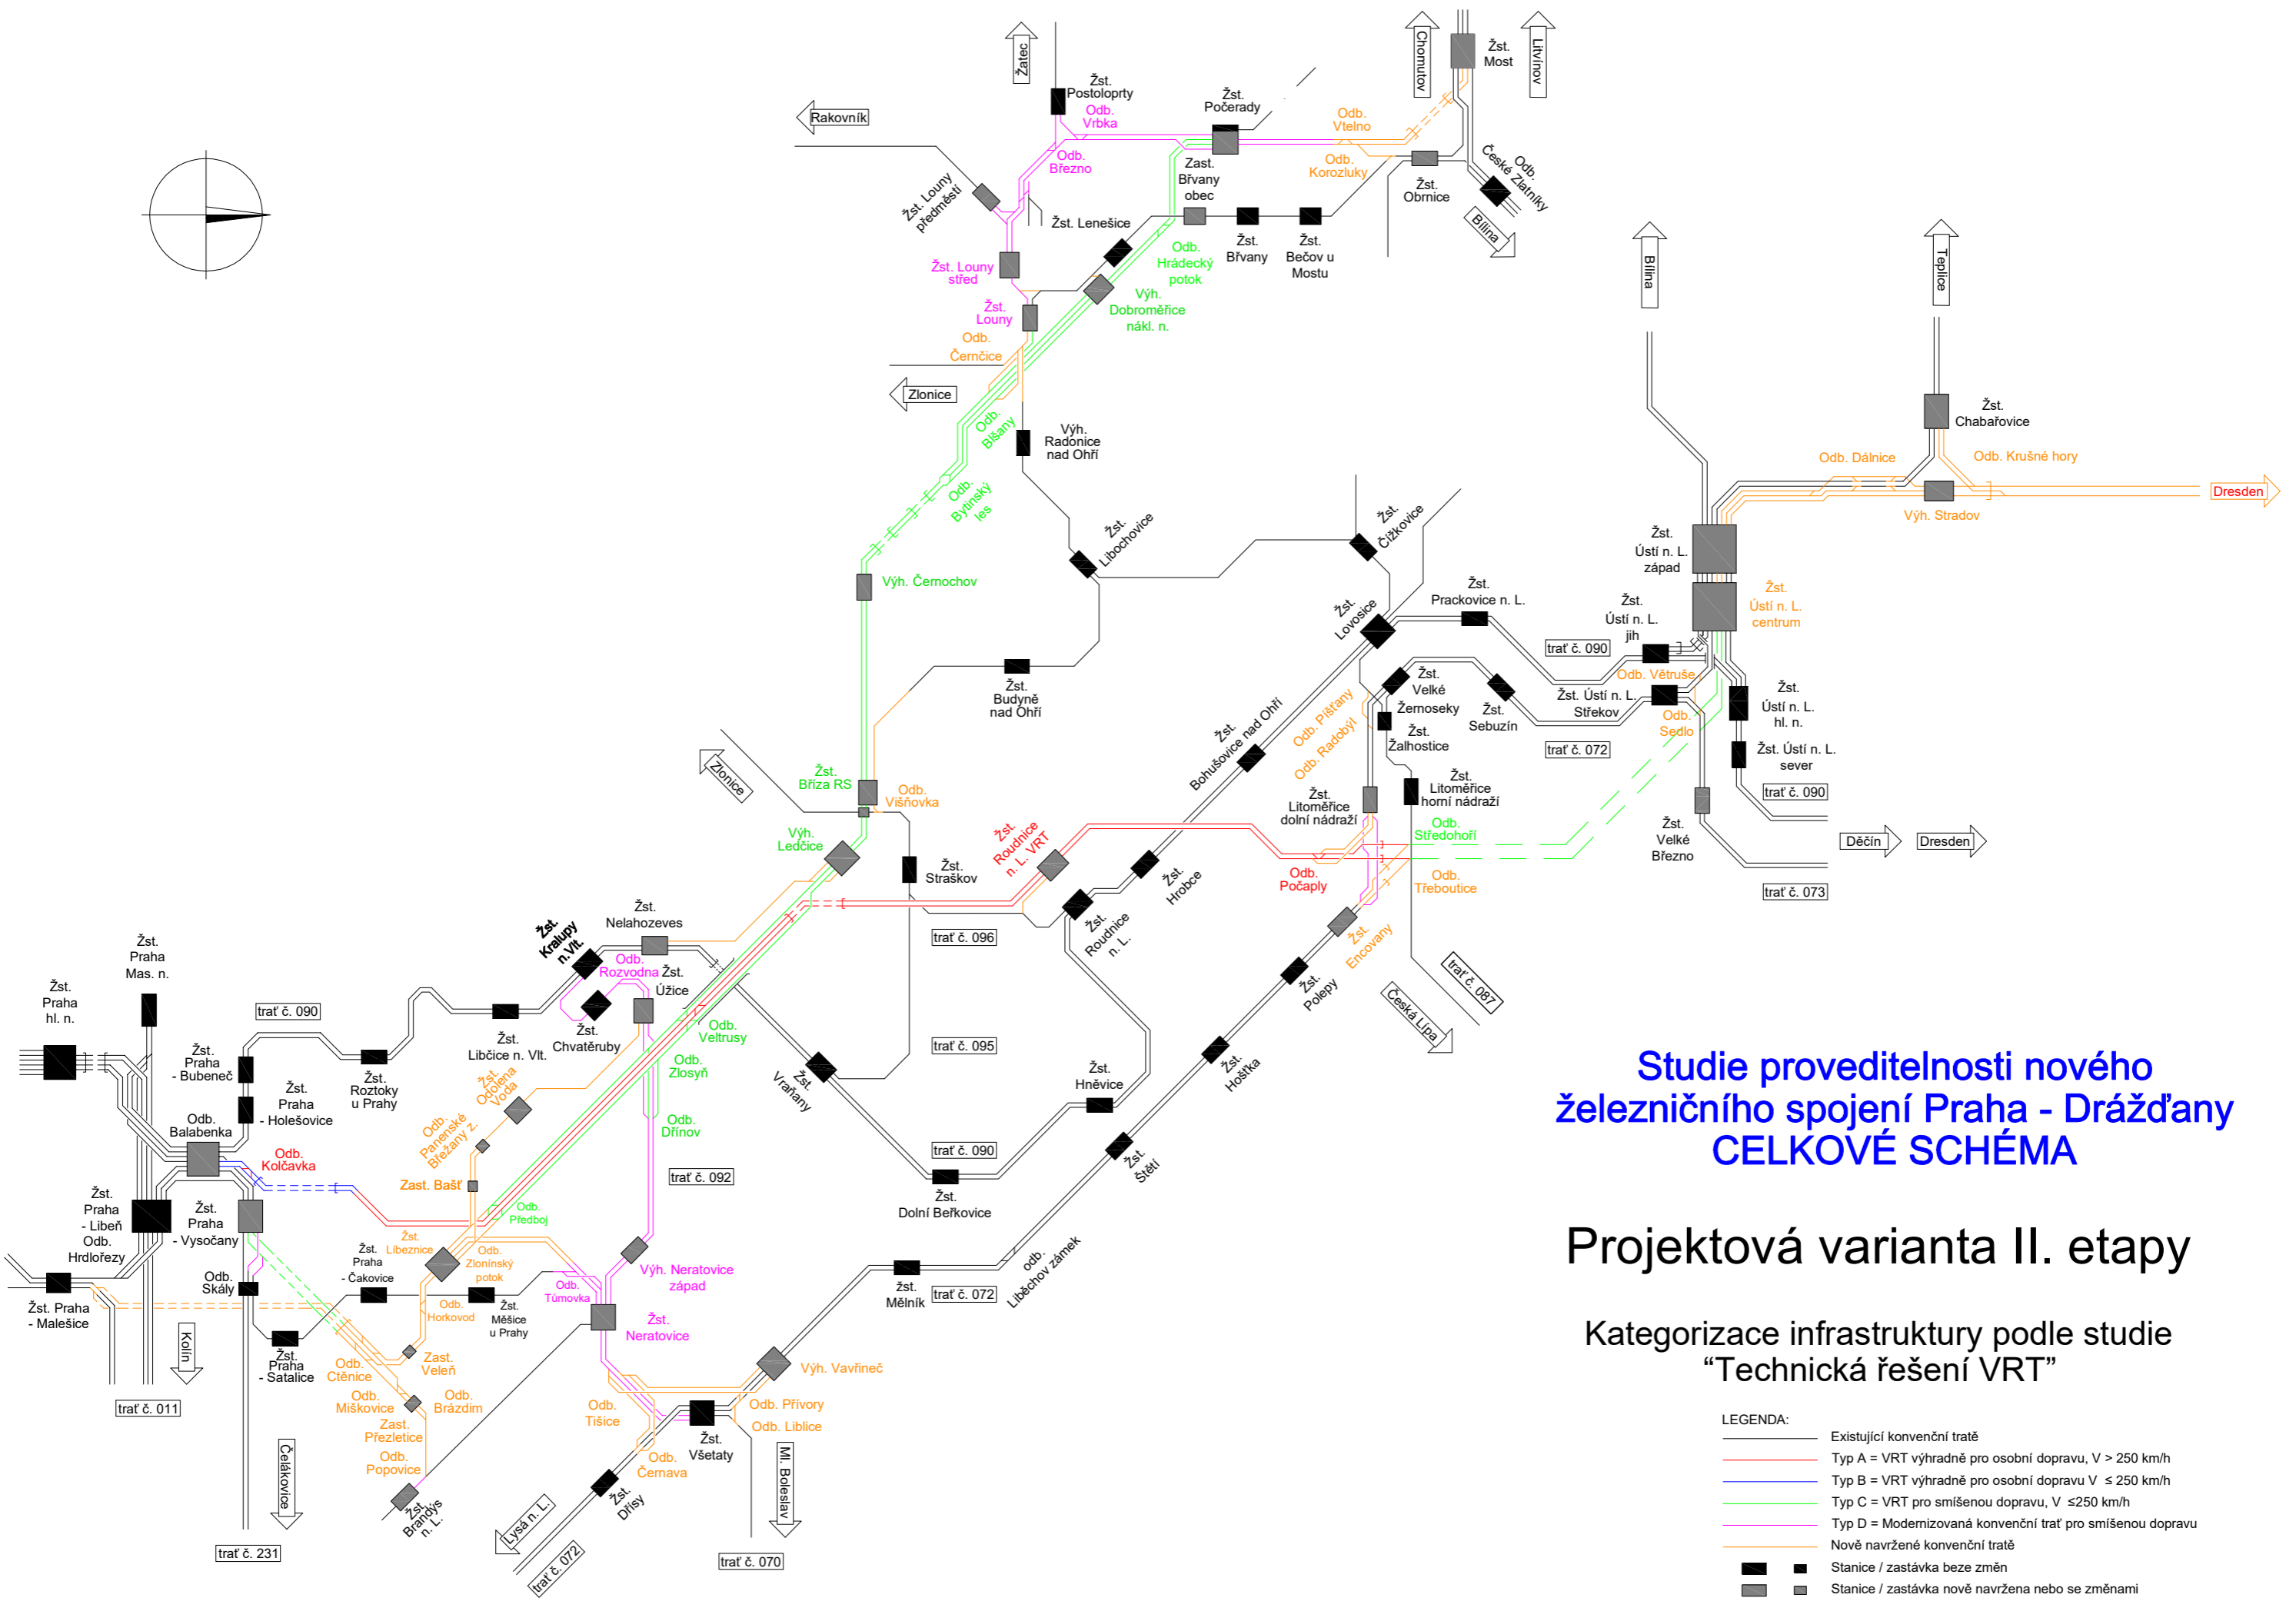 Žatec
Chomutov
Litvínov
Žst.
Most
Žst.
Postoloprty
Odb.
Vrbka
Žst.
Počerady
Odb.
Vtelno
Rakovník
Odb.
Březno
Zast.
Břvany
obec
Odb.
Korozluky
Žst.
Obrnice
Odb.
České Zlatníky
Žst. Louny
předměstí
Žst. Lenešice
Bílina
Odb.
Hrádecký
potok
Žst.
Břvany
Žst.
Bečov u
Mostu
Žst. Louny
střed
Výh.
Dobroměřice
nákl. n.
Žst.
Louny
Odb.
Černčice
Zlonice
Bílina
Teplice
Odb.
Blšany
Výh.
Radonice
nad Ohří
Žst.
Chabařovice
Odb. Dálnice
Odb. Krušné hory
Dresden
Výh. Stradov
Odb.
Bytinský
les
Žst.
Libochovice
Žst.
Čížkovice
Žst.
Ústí n. L.
západ
Výh. Černochov
Žst.
Prackovice n. L.
Žst.
Ústí n. L.
centrum
Žst.
Lovosice
Žst.
Ústí n. L.
jih
trať č. 090
Žst.
Budyně
nad Ohří
Žst.
Velké
Žernoseky
Žst.
Sebuzín
Odb. Větruše
Žst. Ústí n. L.
Střekov
Odb.
Sedlo
Žst.
Ústí n. L.
hl. n.
Odb. Píšťany
Odb. Radobýl
Žst.
Žalhostice
trať č. 072
Žst. Ústí n. L.
sever
Zlonice
Žst.
Bohušovice nad Ohří
Žst.
Bříza RS
Odb.
Višňovka
Žst.
Litoměřice
dolní nádraží
Žst.
Litoměřice
horní nádraží
trať č. 090
Výh.
Ledčice
Žst.
Roudnice
n. L. VRT
Odb.
Středohoří
Žst.
Velké
Březno
Děčín
Dresden
Žst.
Straškov
Žst.
Hrobce
Odb.
Počaply
Odb.
Třeboutice
trať č. 073
Žst.
Nelahozeves
Žst.
Kralupy
n.Vlt.
trať č. 096
Žst.
Roudnice
n. L.
Žst.
Encovany
Žst.
Praha
Mas. n.
Odb.
Rozvodna
Žst.
Úžice
Žst.
Polepy
trať č. 087
Česká Lípa
Žst.
Praha
hl. n.
trať č. 090
Žst.
Chvatěruby
Odb.
Veltrusy
Žst.
Libčice n. Vlt.
Žst.
Praha
- Bubeneč
Žst.
Roztoky
u Prahy
Odb.
Zlosyň
trať č. 095
Žst.
Vraňany
Žst.
Hněvice
Žst.
Hoštka
Žst.
Odolena
Voda
Žst.
Praha
- Holešovice
Odb.
Balabenka
Odb.
Panenské
Břežany z.
Odb.
Dřínov
Odb.
Kolčavka
trať č. 090
Žst.
Štětí
Zast. Bašť
trať č. 092
Žst.
Dolní Beřkovice
Studie proveditelnosti nového
železničního spojení Praha - Drážďany
CELKOVÉ SCHÉMA
Žst.
Praha
- Libeň
Odb.
Hrdlořezy
Žst.
Praha
- Vysočany
Odb.
Předboj
Žst.
Líbeznice
Odb.
Zlonínský
potok
Žst.
Praha
- Čakovice
Výh. Neratovice
západ
odb.
Liběchov zámek
Projektová varianta II. etapy
Odb.
Skály
Odb.
Tůmovka
žst.
Mělník
trať č. 072
Žst. Praha
- Malešice
Odb.
Horkovod
Žst.
Měšice
u Prahy
Žst.
Neratovice
Kolín
Žst.
Praha
- Satalice
Odb.
Ctěnice
Zast.
Veleň
Výh. Vavřineč
Kategorizace infrastruktury podle studie
“Technická řešení VRT”
trať č. 011
Odb.
Miškovice
Odb.
Brázdim
Odb.
Tišice
Odb. Přívory
Odb. Liblice
Zast.
Přezletice
Žst.
Všetaty
Odb.
Popovice
Odb.
Černava
Čelákovice
Ml. Boleslav
Žst.
Dřísy
Žst.
Brandýs
n. L.
Lysá n. L.
trať č. 231
trať č. 072
trať č. 070
LEGENDA:
Existující konvenční tratě
Typ A = VRT výhradně pro osobní dopravu, V > 250 km/h
Typ B = VRT výhradně pro osobní dopravu V ≤ 250 km/h
Typ C = VRT pro smíšenou dopravu, V ≤250 km/h
Typ D = Modernizovaná konvenční trať pro smíšenou dopravu
Nově navržené konvenční tratě
Stanice / zastávka beze změn
Stanice / zastávka nově navržena nebo se změnami